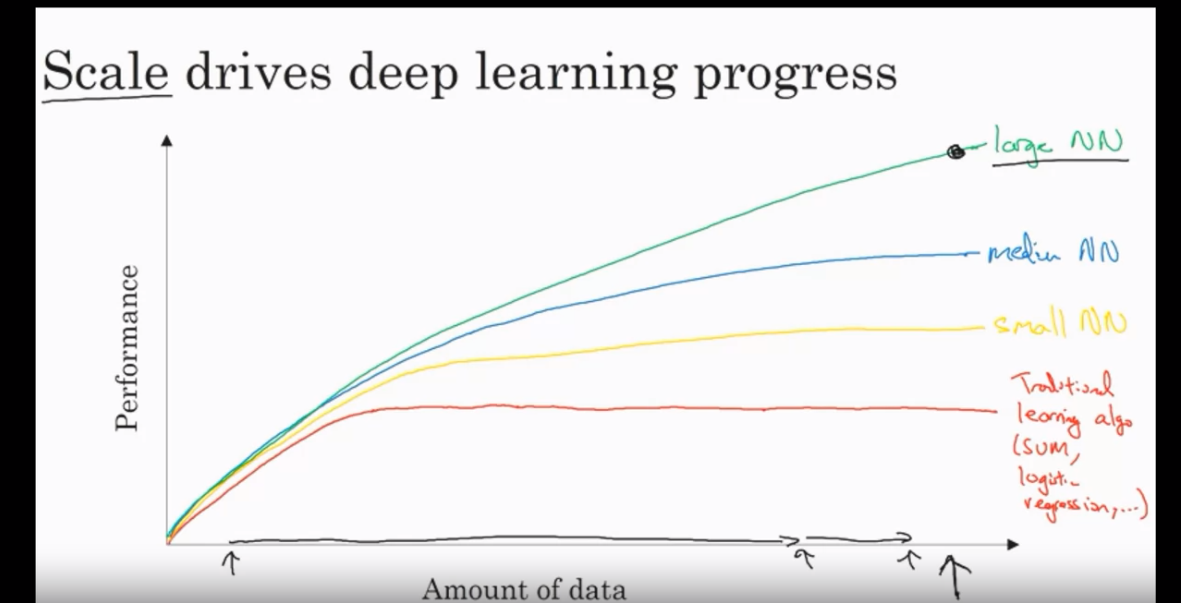 Scale drives deep learning progress
large NN
medium NN
small NN
Traditional
learning algo
(SVM,
logistic
regression,...)
Performance
Amount of data